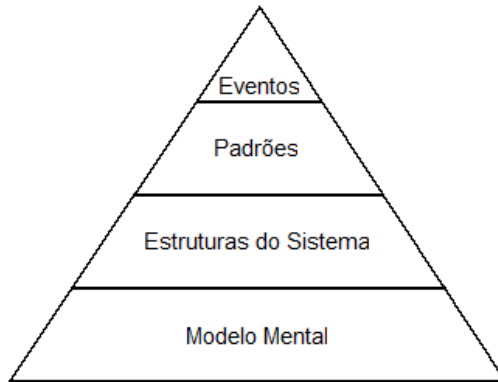 Eventos
Padrões
Estruturas do Sistema
Modelo Mental